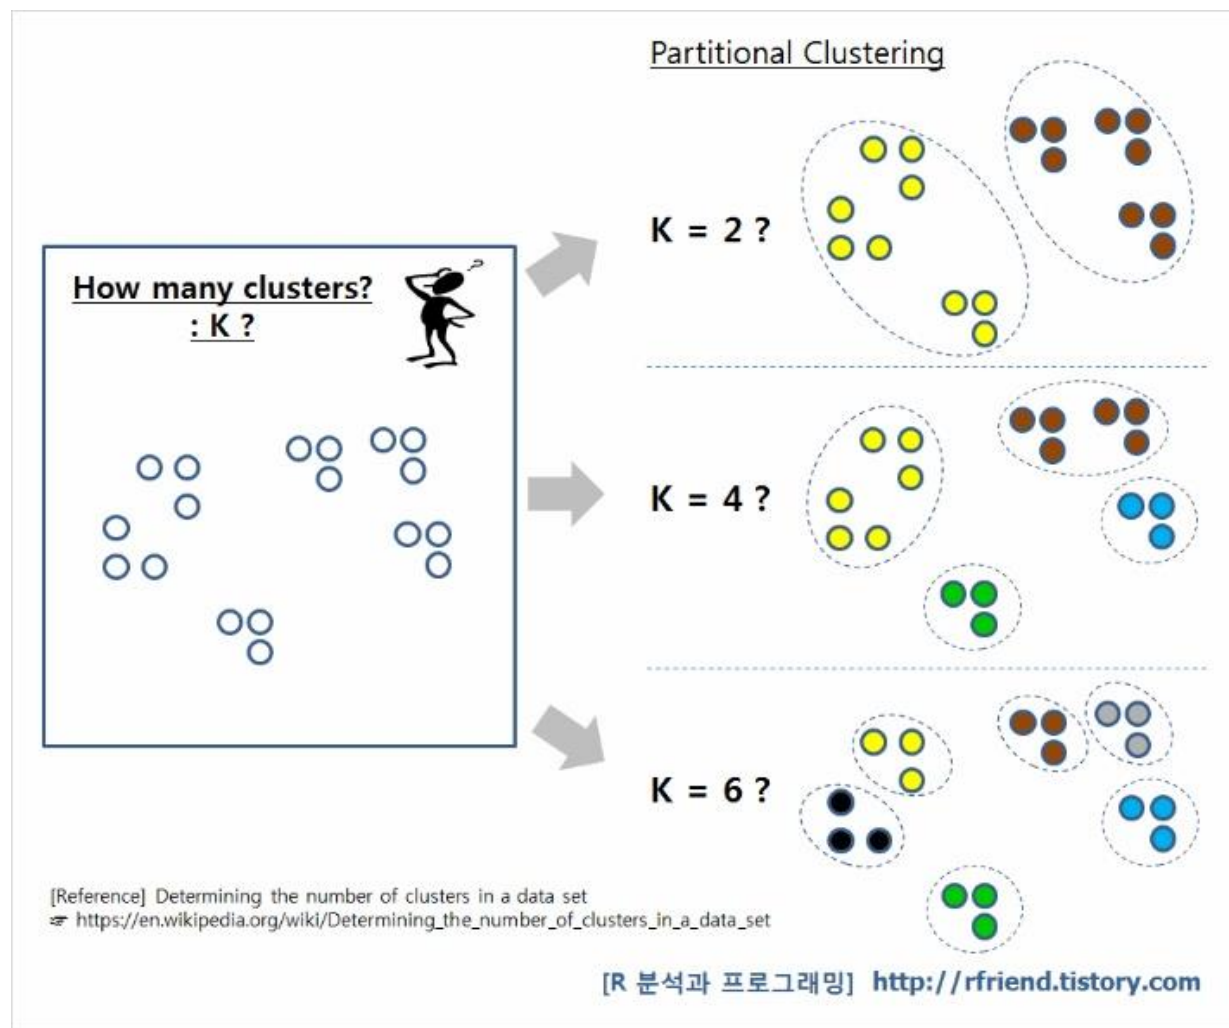 Partitional Clustering
K = 2 ?
How many clusters?
: K ?
?
K = 4 ?
K = 6 ?
[Reference] Determining the number of clusters in a data set
☞ https://en.wikipedia.org/wiki/Determining_the_number_of_clusters_in_a_data_set
[R 분석과 프로그래밍] http://rfriend.tistory.com